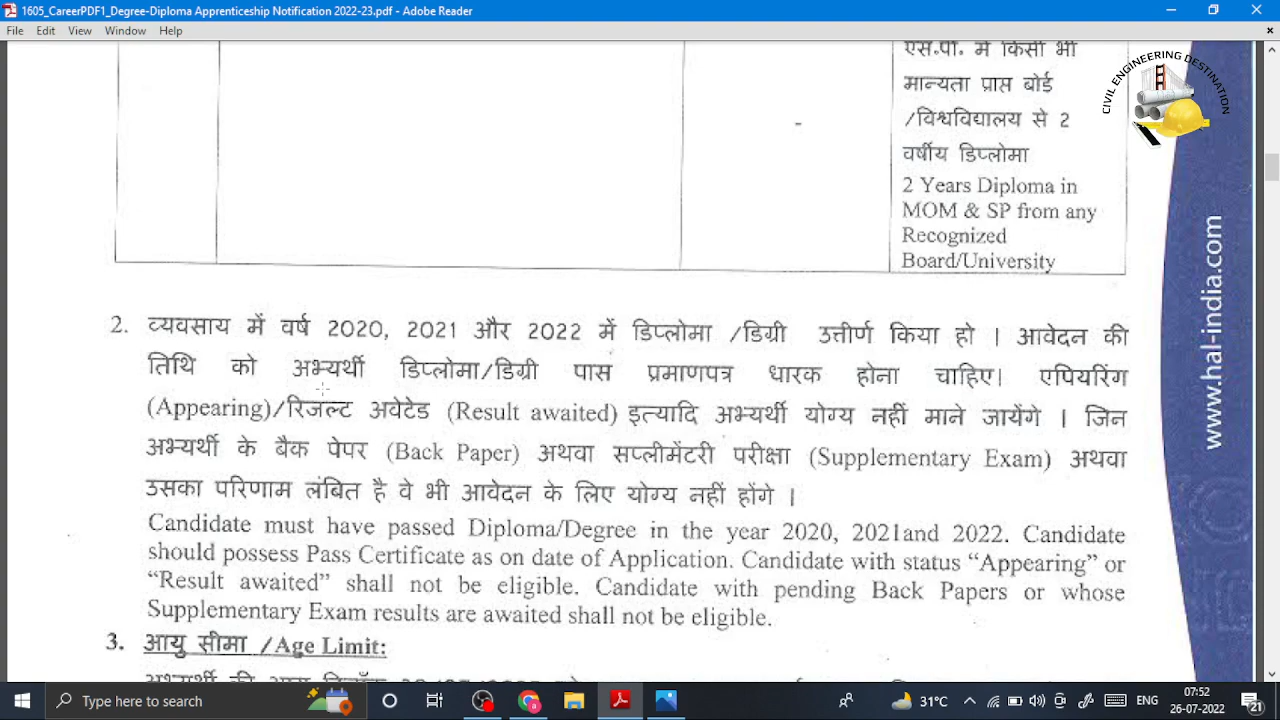 1605_CareerPDF1_Degree-Diploma Apprenticeship Notification 2022-23.pdf - Adobe Reader
File Edit View Window Help
एस.पी. में किसी भी
मान्यता प्राप्त बोर्ड
/विश्वविद्यालय से 2
वर्षीय डिप्लोमा
2 Years Diploma in
MOM & SP from any
Recognized
Board/University
-
CIVIL ENGINEERING DESTINATION
www.hal-india.com
2. व्यवसाय में वर्ष 2020, 2021 और 2022 में डिप्लोमा /डिग्री उत्तीर्ण किया हो | आवेदन की
तिथि को अभ्यर्थी डिप्लोमा/डिग्री पास प्रमाणपत्र धारक होना चाहिए। एपियरिंग
(Appearing)/रिजल्ट अवेटेड (Result awaited) इत्यादि अभ्यर्थी योग्य नहीं माने जायेंगे | जिन
अभ्यर्थी के बैक पेपर (Back Paper) अथवा सप्लीमेंटरी परीक्षा (Supplementary Exam) अथवा
उसका परिणाम लंबित है वे भी आवेदन के लिए योग्य नहीं होंगे |
Candidate must have passed Diploma/Degree in the year 2020, 2021and 2022. Candidate
should possess Pass Certificate as on date of Application. Candidate with status “Appearing” or
“Result awaited” shall not be eligible. Candidate with pending Back Papers or whose
Supplementary Exam results are awaited shall not be eligible.
3. आयु सीमा /Age Limit:
Type here to search
31°C
ENG
07:52
26-07-2022
21